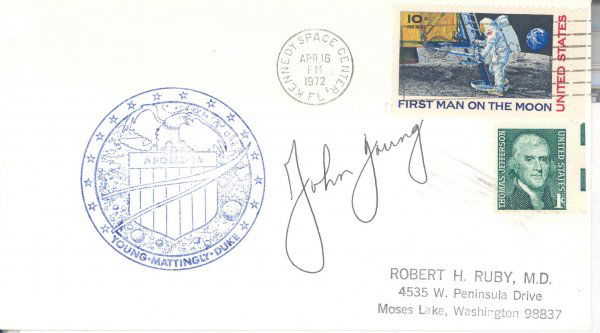 KENNEDY SPACE CENTER,
FL.
APR 16
PM
1972
10¢
AIR MAIL
UNITED STATES
FIRST MAN ON THE MOON
THOMAS JEFFERSON
UNITED STATES
1¢
APOLLO 16
YOUNG·MATTINGLY·DUKE
John Young
ROBERT H. RUBY, M.D.
4535 W. Peninsula Drive
Moses Lake, Washington 98837